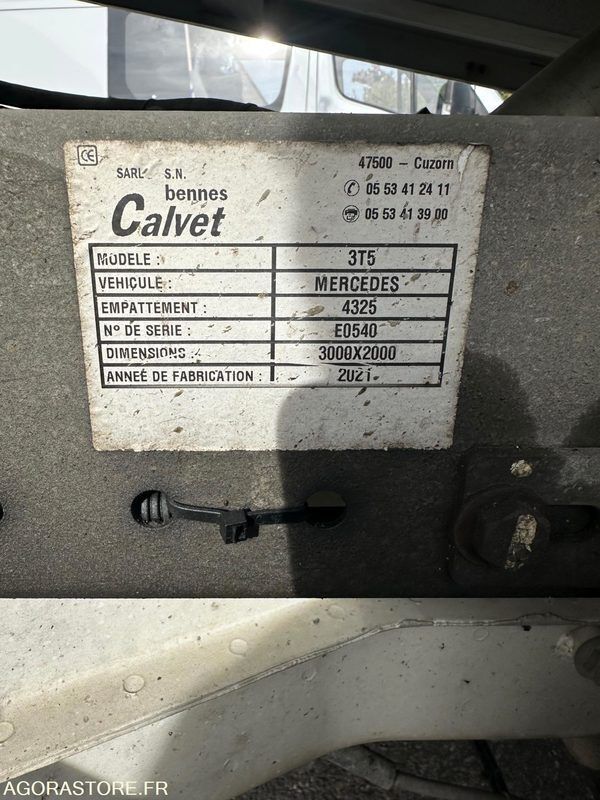 CE
SARL S.N.
bennes
Calvet
47500 – Cuzorn
05 53 41 24 11
05 53 41 39 00
MODELE : 3T5
VEHICULE : MERCEDES
EMPATTEMENT : 4325
N° DE SERIE : E0540
DIMENSIONS : 3000X2000
ANNÉE DE FABRICATION : 2021
AGORASTORE.FR